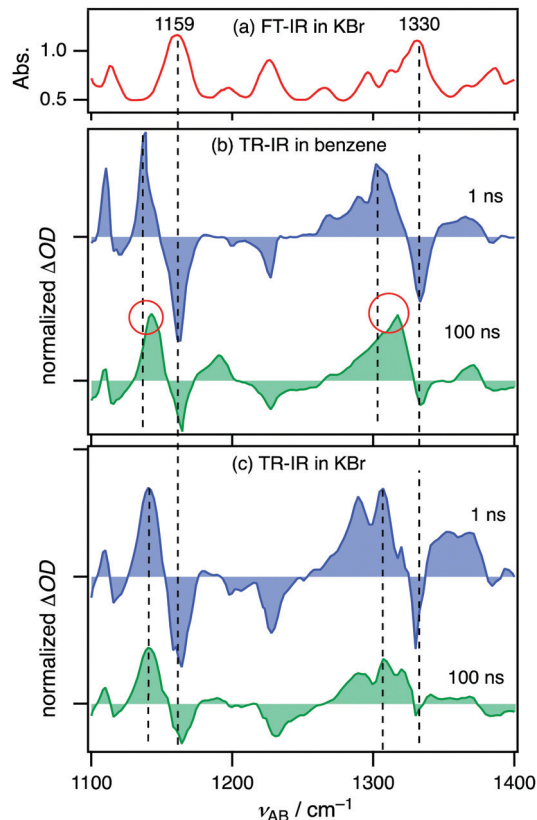 1159
1330
(a) FT-IR in KBr
Abs.
1.0
0.5
(b) TR-IR in benzene
1 ns
100 ns
normalized ΔOD
(c) TR-IR in KBr
1 ns
100 ns
normalized ΔOD
1100
1200
1300
1400
νAB / cm⁻¹